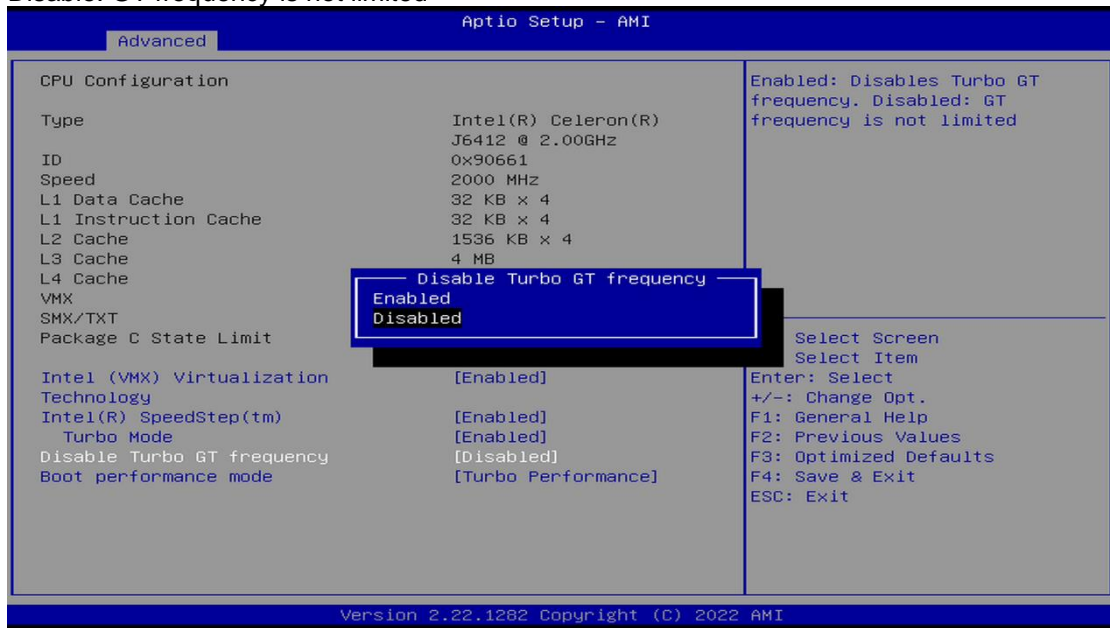 Disable: GT frequency is not limited
Aptio Setup – AMI
Advanced
CPU Configuration
Type Intel(R) Celeron(R)
J6412 @ 2.00GHz
ID 0x90661
Speed 2000 MHz
L1 Data Cache 32 KB x 4
L1 Instruction Cache 32 KB x 4
L2 Cache 1536 KB x 4
L3 Cache 4 MB
L4 Cache
VMX
SMX/TXT
Package C State Limit
Intel (VMX) Virtualization [Enabled]
Technology
Intel(R) SpeedStep(tm) [Enabled]
Turbo Mode [Enabled]
Disable Turbo GT frequency [Disabled]
Boot performance mode [Turbo Performance]
Disable Turbo GT frequency
Enabled
Disabled
Enabled: Disables Turbo GT
frequency. Disabled: GT
frequency is not limited
Select Screen
Select Item
Enter: Select
+/-: Change Opt.
F1: General Help
F2: Previous Values
F3: Optimized Defaults
F4: Save & Exit
ESC: Exit
Version 2.22.1282 Copyright (C) 2022 AMI